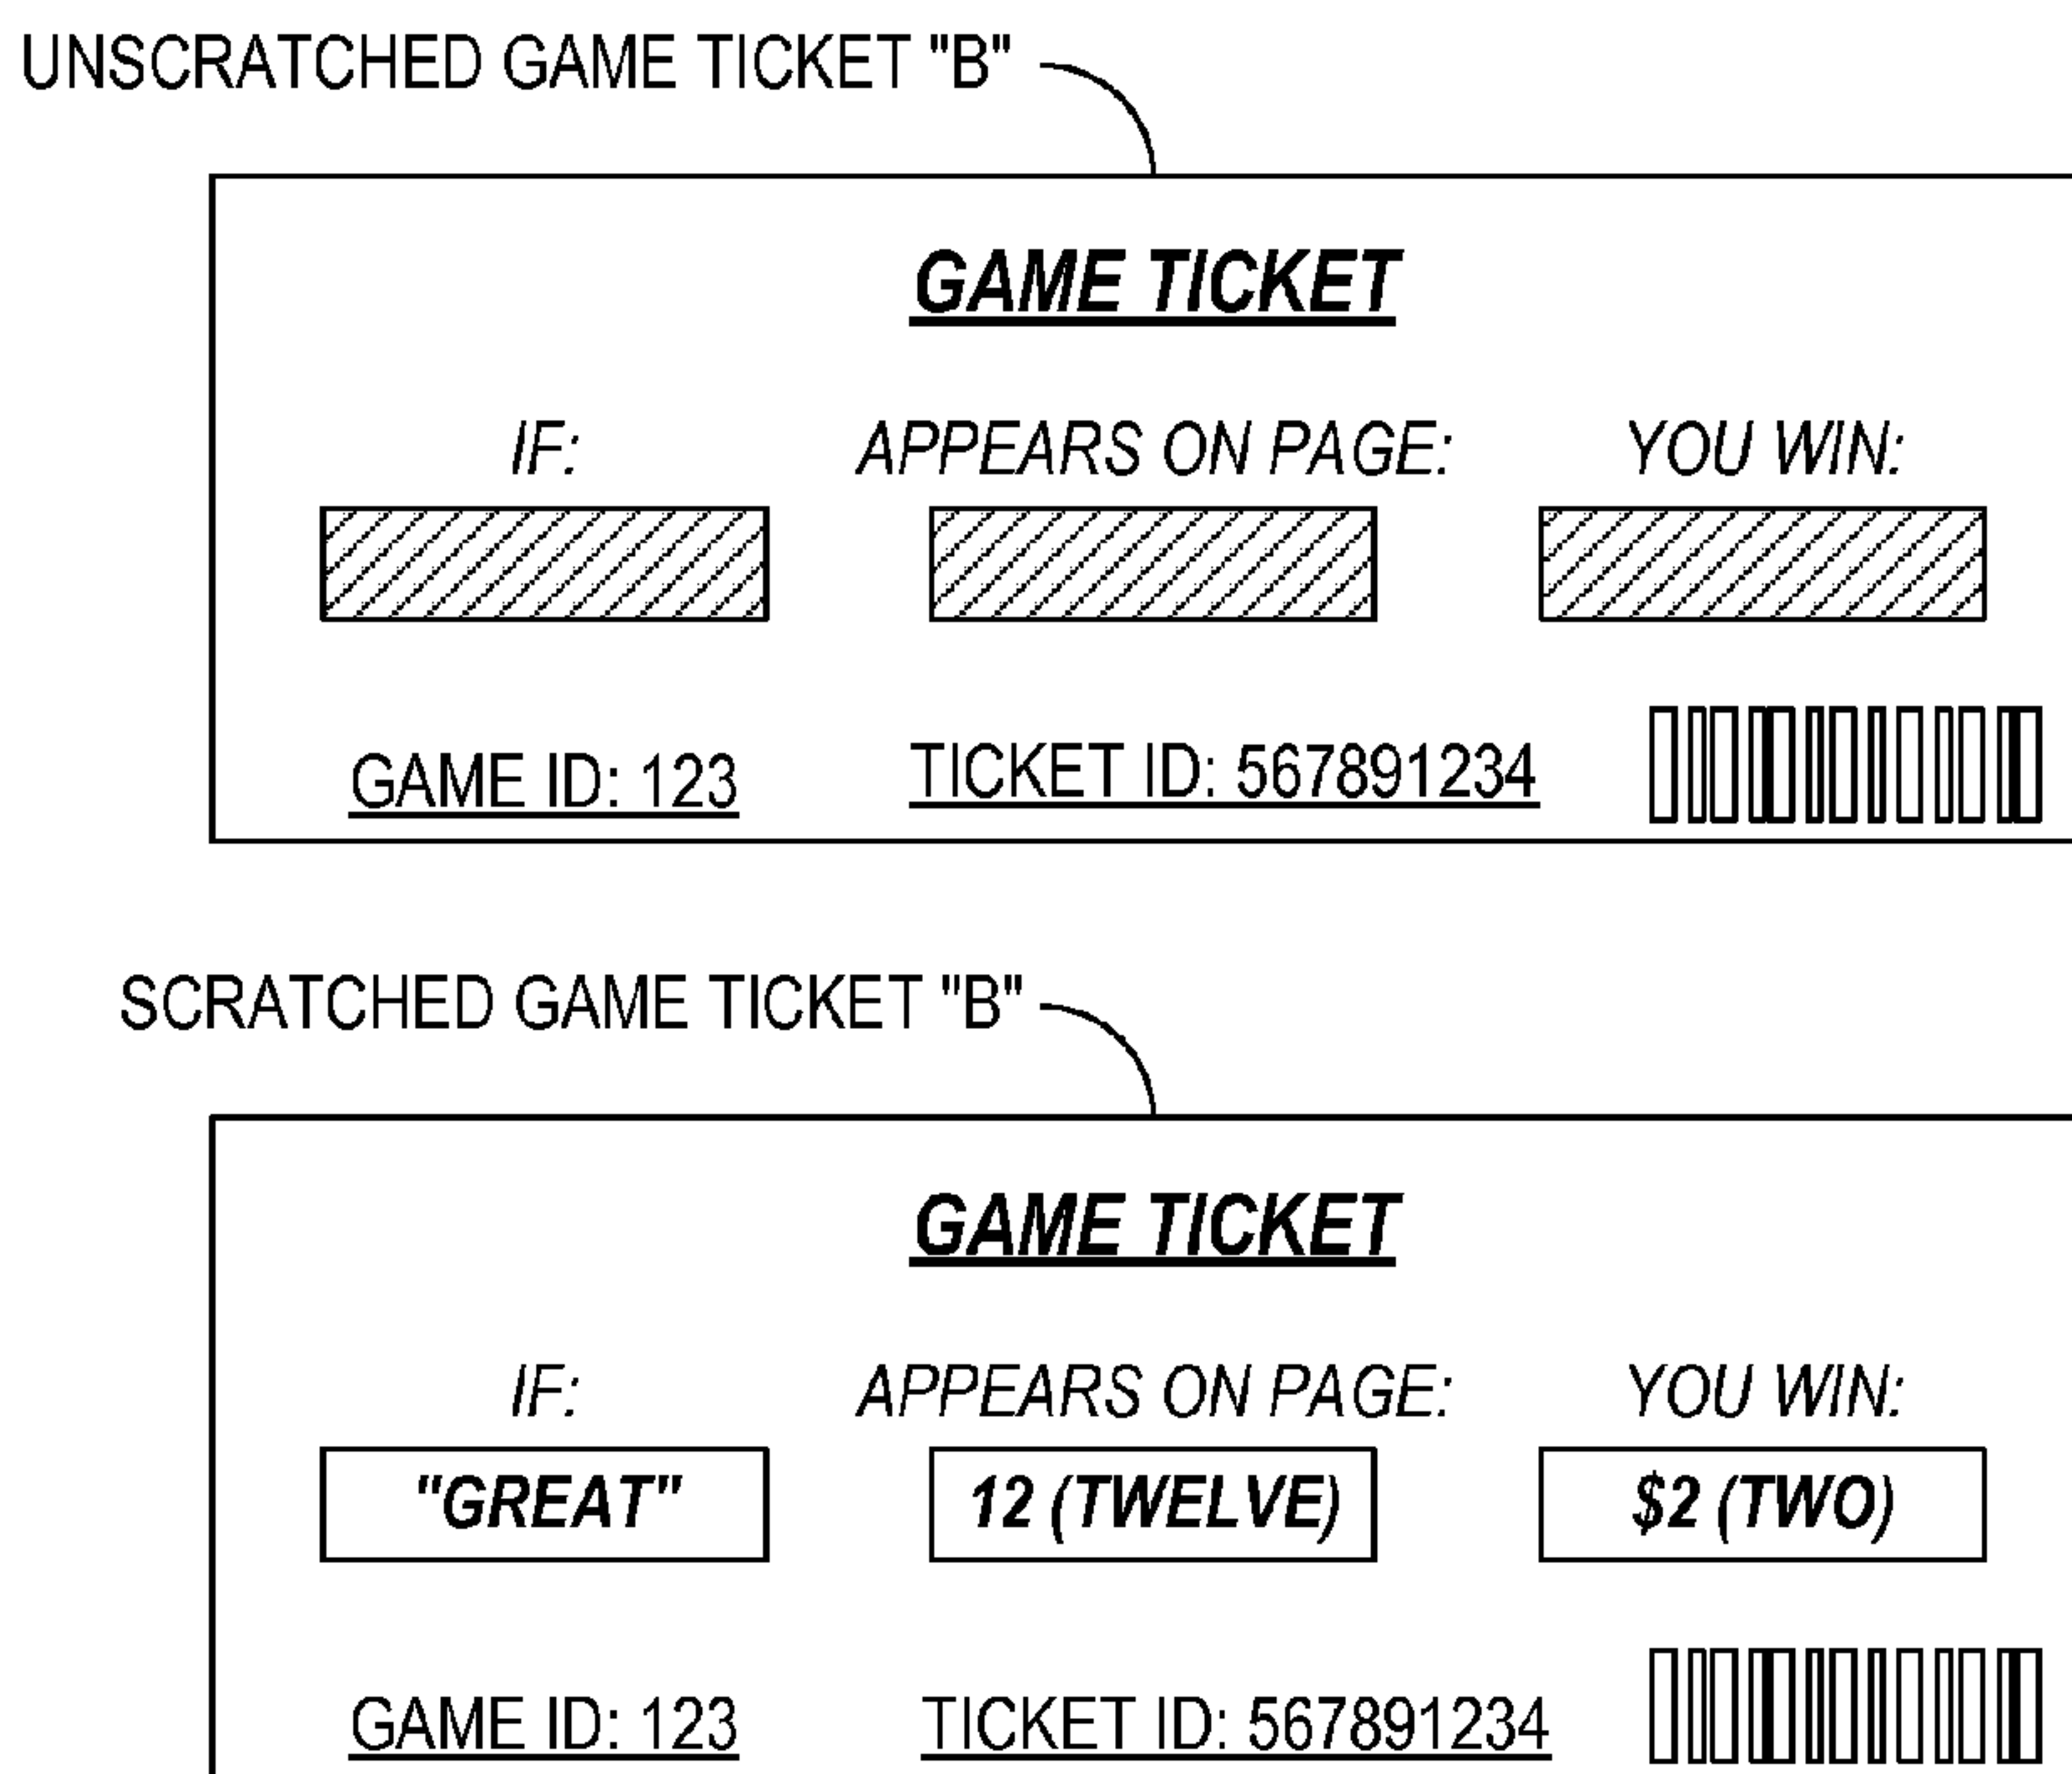 UNSCRATCHED GAME TICKET "B"
GAME TICKET
IF: APPEARS ON PAGE: YOU WIN:
GAME ID: 123 TICKET ID: 567891234
SCRATCHED GAME TICKET "B"
GAME TICKET
IF: APPEARS ON PAGE: YOU WIN:
"GREAT" 12 (TWELVE) $2 (TWO)
GAME ID: 123 TICKET ID: 567891234